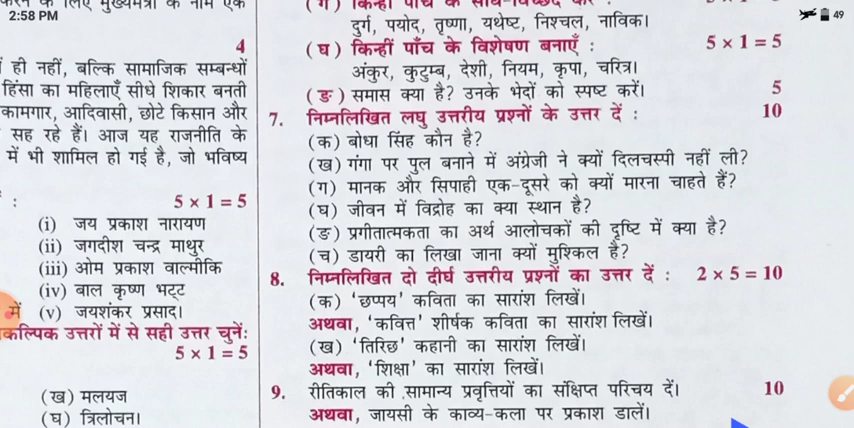 2:58 PM
49
4
ही नहीं, बल्कि सामाजिक सम्बन्धों
हिंसा का महिलाएँ सीधे शिकार बनती
कामगार, आदिवासी, छोटे किसान और
सह रहे हैं। आज यह राजनीति के
में भी शामिल हो गई है, जो भविष्य
: 5 × 1 = 5
(i) जय प्रकाश नारायण
(ii) जगदीश चन्द्र माथुर
(iii) ओम प्रकाश वाल्मीकि
(iv) बाल कृष्ण भट्ट
में (v) जयशंकर प्रसाद।
कल्पिक उत्तरों में से सही उत्तर चुनें:
5 × 1 = 5
(ख) मलयज
(घ) त्रिलोचन।
दुर्ग, पयोद, तृष्णा, यथेष्ट, निश्चल, नाविक।
(घ) किन्हीं पाँच के विशेषण बनाएँ : 5 × 1 = 5
अंकुर, कुटुम्ब, देशी, नियम, कृपा, चरित्र।
(ङ) समास क्या है? उनके भेदों को स्पष्ट करें। 5
7. निम्नलिखित लघु उत्तरीय प्रश्नों के उत्तर दें : 10
(क) बोधा सिंह कौन है?
(ख) गंगा पर पुल बनाने में अंग्रेजी ने क्यों दिलचस्पी नहीं ली?
(ग) मानक और सिपाही एक-दूसरे को क्यों मारना चाहते हैं?
(घ) जीवन में विद्रोह का क्या स्थान है?
(ङ) प्रगीतात्मकता का अर्थ आलोचकों की दृष्टि में क्या है?
(च) डायरी का लिखा जाना क्यों मुश्किल है?
8. निम्नलिखित दो दीर्घ उत्तरीय प्रश्नों का उत्तर दें : 2 × 5 = 10
(क) 'छप्पय' कविता का सारांश लिखें।
अथवा, 'कवित्त' शीर्षक कविता का सारांश लिखें।
(ख) 'तिरिछ' कहानी का सारांश लिखें।
अथवा, 'शिक्षा' का सारांश लिखें।
9. रीतिकाल की सामान्य प्रवृत्तियों का संक्षिप्त परिचय दें। 10
अथवा, जायसी के काव्य-कला पर प्रकाश डालें।